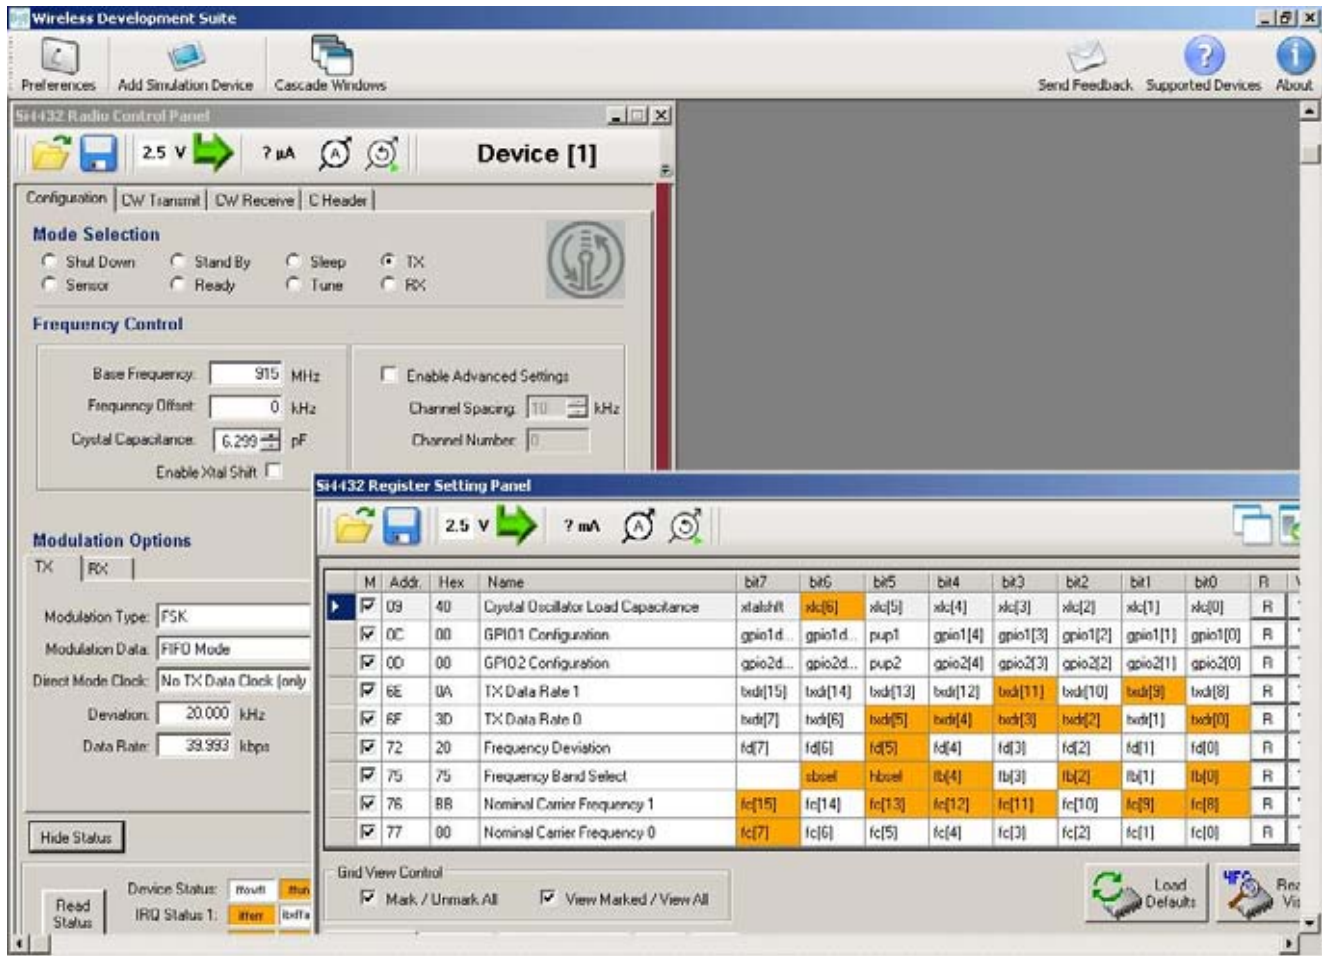 Wireless Development Suite
Preferences Add Simulation Device Cascade Windows Send Feedback Supported Devices About
Si4432 Radio Control Panel
2.5 V ? µA Device [1]
Configuration CW Transmit CW Receive C Header
Mode Selection
Shut Down Stand By Sleep TX
Sensor Ready Tune RX
Frequency Control
Base Frequency: 915 MHz Enable Advanced Settings
Frequency Offset: 0 kHz Channel Spacing: 10 kHz
Crystal Capacitance: 6.299 pF Channel Number: 0
Enable Xtal Shift
Si4432 Register Setting Panel
2.5 V ? mA
Modulation Options
TX RX
Modulation Type: FSK
Modulation Data: FIFO Mode
Direct Mode Clock: No TX Data Clock (only
Deviation: 20.000 kHz
Data Rate: 39.993 kbps
M Addr. Hex Name bit7 bit6 bit5 bit4 bit3 bit2 bit1 bit0 R
09 40 Crystal Oscillator Load Capacitance xtalshft xlc[6] xlc[5] xlc[4] xlc[3] xlc[2] xlc[1] xlc[0] R
0C 00 GPIO1 Configuration gpio1d... gpio1d... pup1 gpio1[4] gpio1[3] gpio1[2] gpio1[1] gpio1[0] R
0D 00 GPIO2 Configuration gpio2d... gpio2d... pup2 gpio2[4] gpio2[3] gpio2[2] gpio2[1] gpio2[0] R
6E 0A TX Data Rate 1 txdr[15] txdr[14] txdr[13] txdr[12] txdr[11] txdr[10] txdr[9] txdr[8] R
6F 3D TX Data Rate 0 txdr[7] txdr[6] txdr[5] txdr[4] txdr[3] txdr[2] txdr[1] txdr[0] R
72 20 Frequency Deviation fd[7] fd[6] fd[5] fd[4] fd[3] fd[2] fd[1] fd[0] R
75 75 Frequency Band Select sbsel hbsel fb[4] fb[3] fb[2] fb[1] fb[0] R
76 BB Nominal Carrier Frequency 1 fc[15] fc[14] fc[13] fc[12] fc[11] fc[10] fc[9] fc[8] R
77 00 Nominal Carrier Frequency 0 fc[7] fc[6] fc[5] fc[4] fc[3] fc[2] fc[1] fc[0] R
Hide Status
Grid View Control
Mark / Unmark All View Marked / View All
Load Defaults
Read Status
Device Status: ffovfl ffun
IRQ Status 1: ifferr itxffa